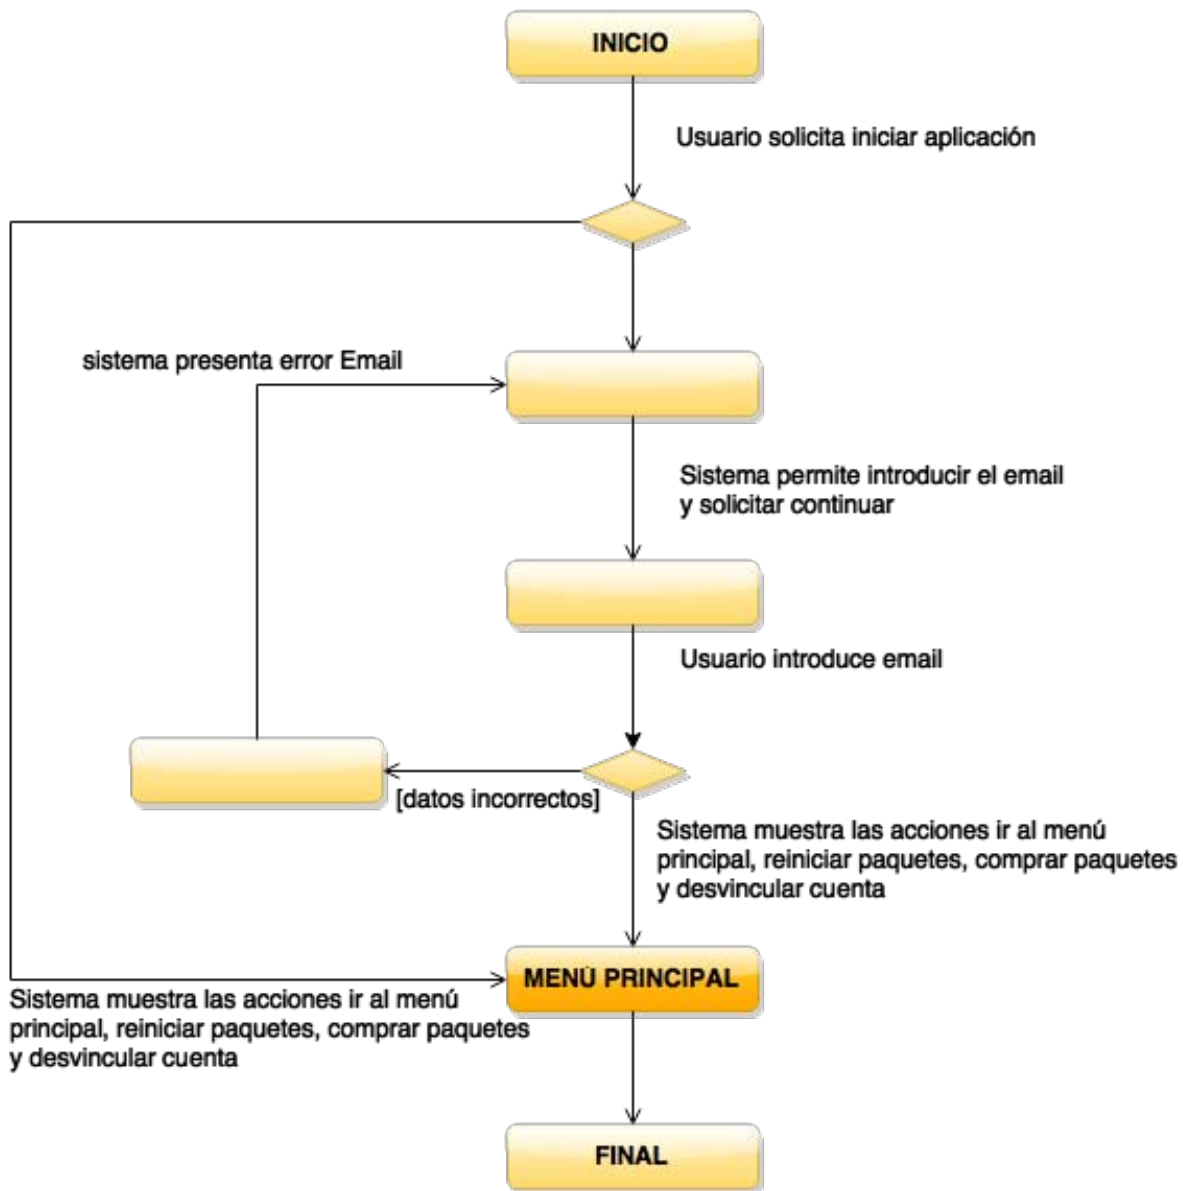 INICIO
Usuario solicita iniciar aplicación
sistema presenta error Email
Sistema permite introducir el email
y solicitar continuar
Usuario introduce email
[datos incorrectos]
Sistema muestra las acciones ir al menú
principal, reiniciar paquetes, comprar paquetes
y desvincular cuenta
MENÚ PRINCIPAL
Sistema muestra las acciones ir al menú
principal, reiniciar paquetes, comprar paquetes
y desvincular cuenta
FINAL